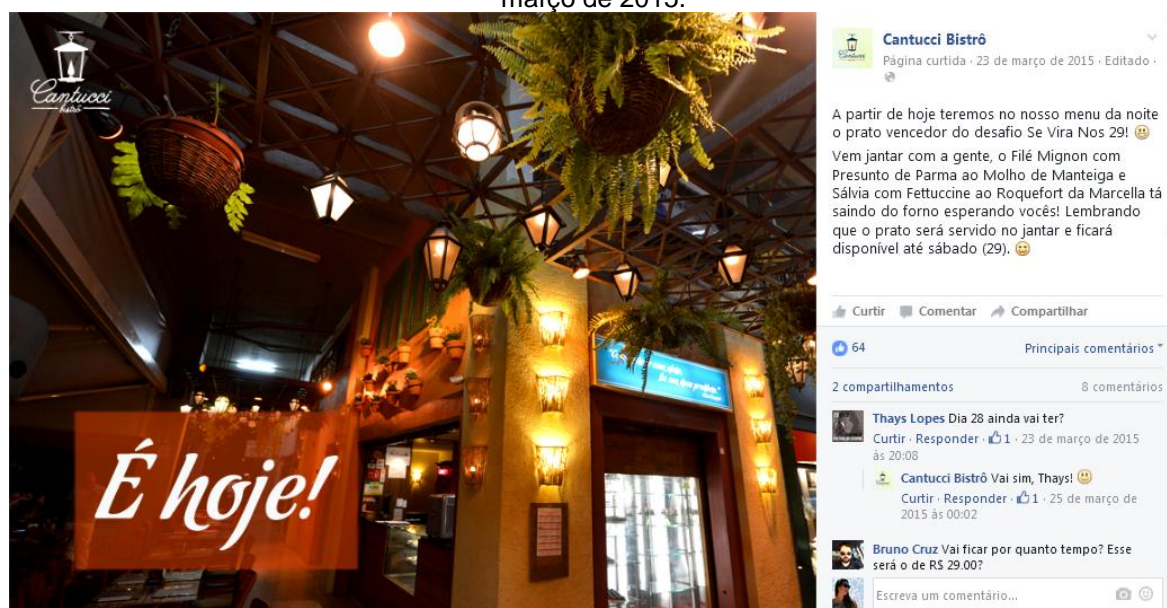 março de 2015.
Cantucci
bistrô
É hoje!
Cantucci Bistrô
Página curtida · 23 de março de 2015 · Editado ·
A partir de hoje teremos no nosso menu da noite
o prato vencedor do desafio Se Vira Nos 29!
Vem jantar com a gente, o Filé Mignon com
Presunto de Parma ao Molho de Manteiga e
Sálvia com Fettuccine ao Roquefort da Marcella tá
saindo do forno esperando vocês! Lembrando
que o prato será servido no jantar e ficará
disponível até sábado (29).
Curtir Comentar Compartilhar
64 Principais comentários
2 compartilhamentos 8 comentários
Thays Lopes Dia 28 ainda vai ter?
Curtir · Responder · 1 · 23 de março de 2015
às 20:08
Cantucci Bistrô Vai sim, Thays!
Curtir · Responder · 1 · 25 de março de
2015 às 00:02
Bruno Cruz Vai ficar por quanto tempo? Esse
será o de R$ 29.00?
Escreva um comentário...